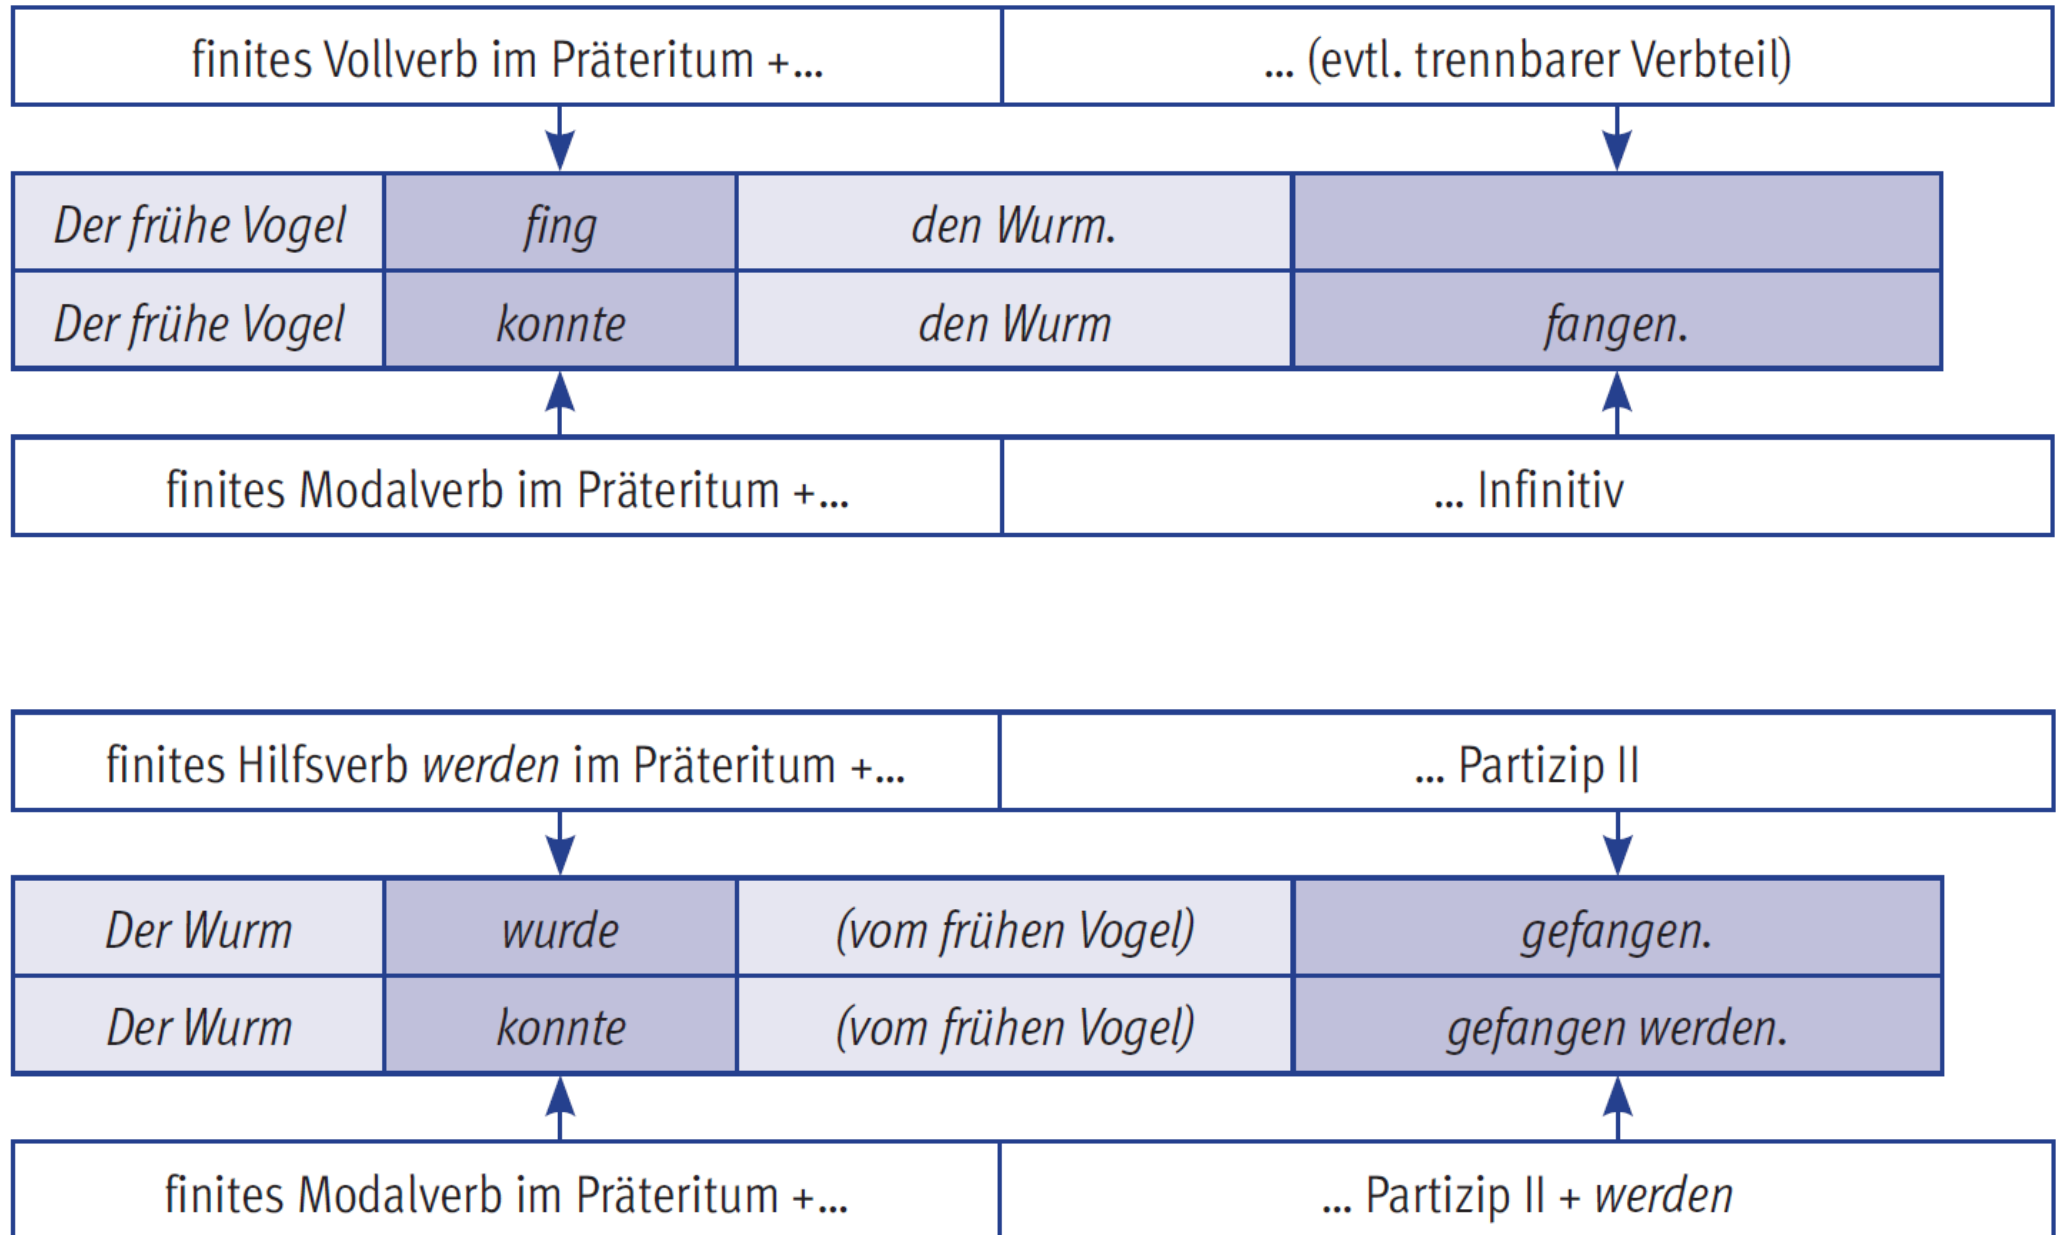 finites Vollverb im Präteritum +... ... (evtl. trennbarer Verbteil)
Der frühe Vogel fing den Wurm.
Der frühe Vogel konnte den Wurm fangen.
finites Modalverb im Präteritum +... ... Infinitiv
finites Hilfsverb werden im Präteritum +... ... Partizip II
Der Wurm wurde (vom frühen Vogel) gefangen.
Der Wurm konnte (vom frühen Vogel) gefangen werden.
finites Modalverb im Präteritum +... ... Partizip II + werden